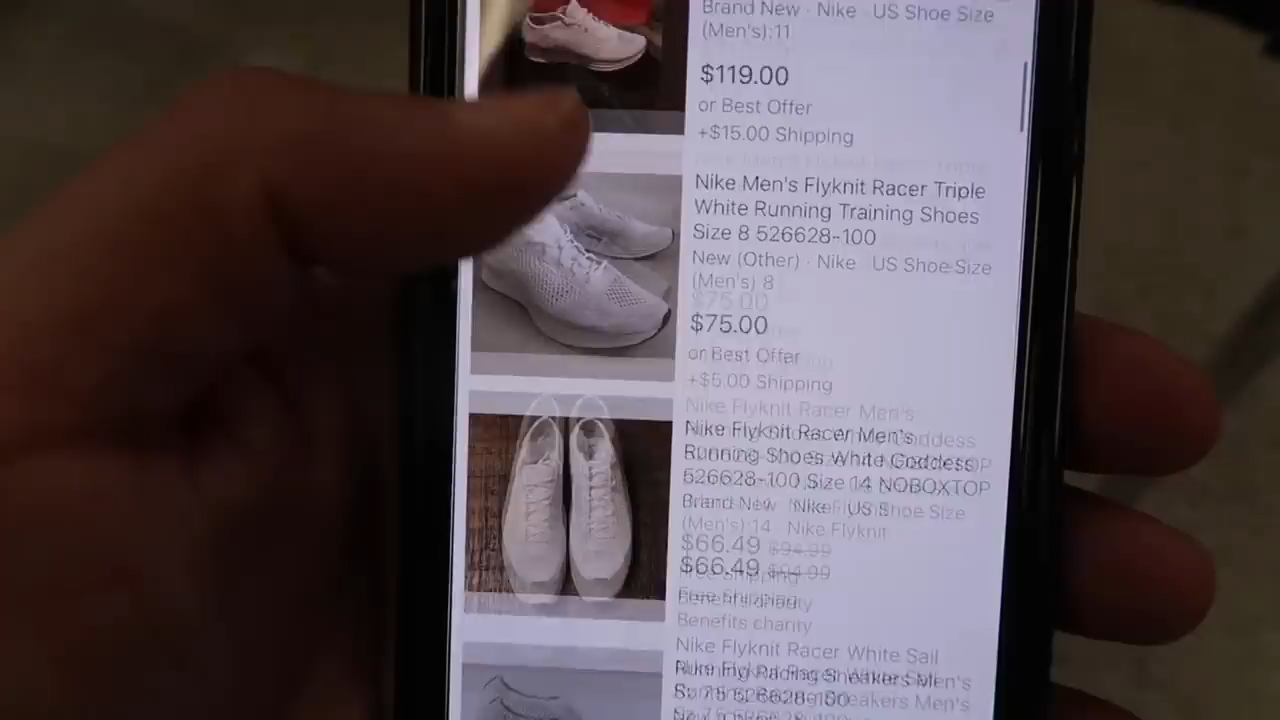 Brand New · Nike · US Shoe Size
(Men's):11
$119.00
or Best Offer
+$15.00 Shipping
Nike Men's Flyknit Racer Triple
White Running Training Shoes
Size 8 526628-100
New (Other) · Nike · US Shoe Size
(Men's) 8
$75.00
or Best Offer
+$5.00 Shipping
Nike Flyknit Racer Men's
Running Shoes White Goddess
526628-100 Size 14 NOBOXTOP
Brand New · Nike · US Shoe Size
(Men's):14 · Nike Flyknit
$66.49 $94.99
Free Shipping
Benefits charity
Nike Flyknit Racer White Sail
Running Racing Sneakers Men's